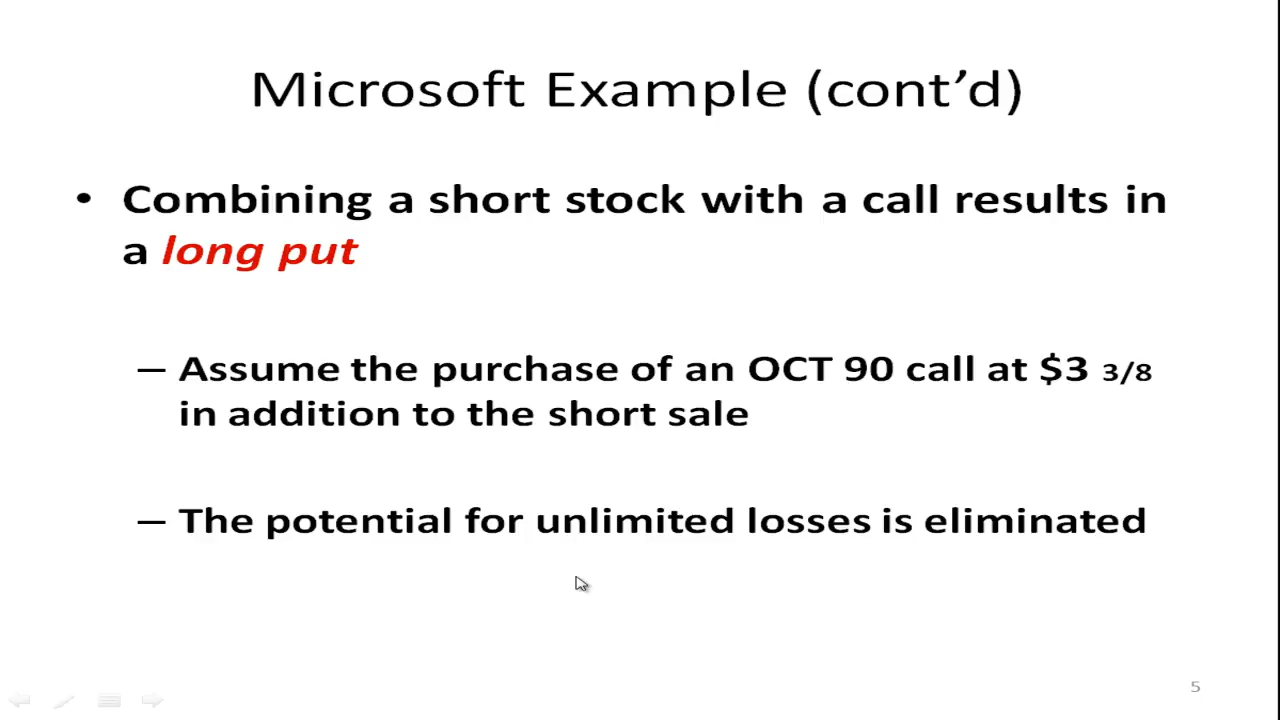 Microsoft Example (cont’d)
• Combining a short stock with a call results in
a long put
– Assume the purchase of an OCT 90 call at $3 3/8
in addition to the short sale
– The potential for unlimited losses is eliminated
5